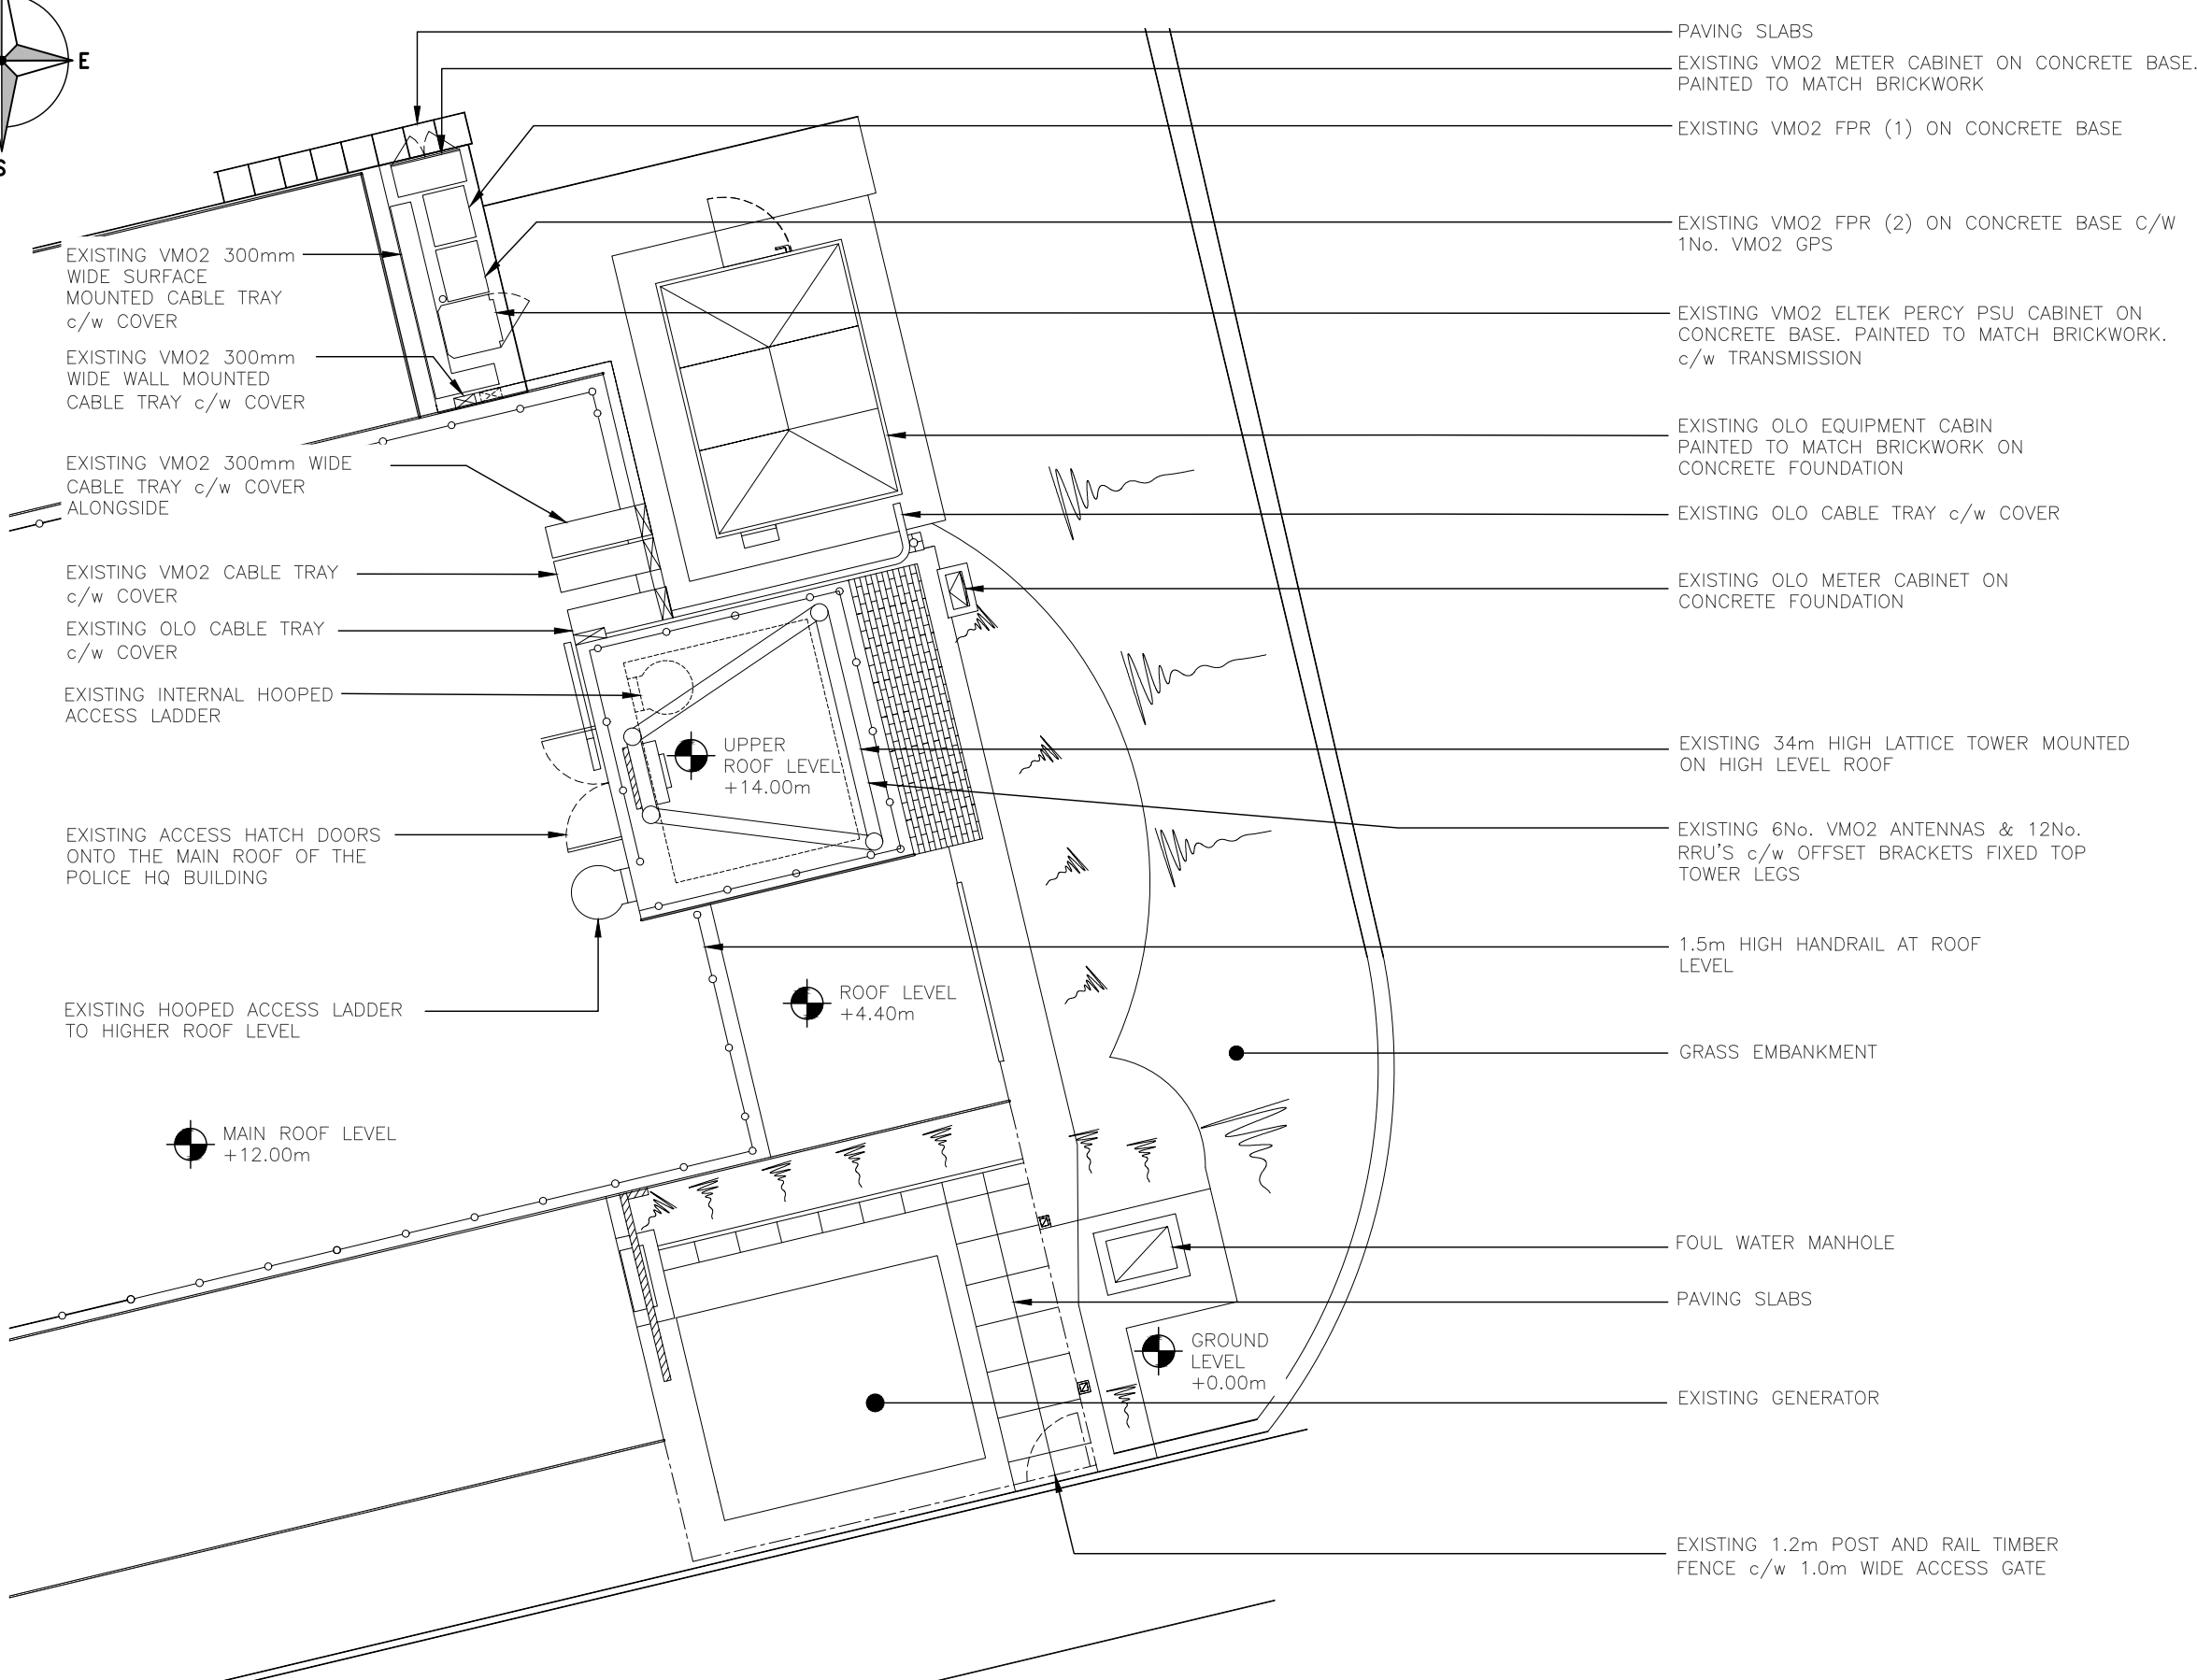 E
S
PAVING SLABS
EXISTING VMO2 METER CABINET ON CONCRETE BASE.
PAINTED TO MATCH BRICKWORK
EXISTING VMO2 FPR (1) ON CONCRETE BASE
EXISTING VMO2 FPR (2) ON CONCRETE BASE C/W
1No. VMO2 GPS
EXISTING VMO2 ELTEK PERCY PSU CABINET ON
CONCRETE BASE. PAINTED TO MATCH BRICKWORK.
c/w TRANSMISSION
EXISTING OLO EQUIPMENT CABIN
PAINTED TO MATCH BRICKWORK ON
CONCRETE FOUNDATION
EXISTING OLO CABLE TRAY c/w COVER
EXISTING OLO METER CABINET ON
CONCRETE FOUNDATION
EXISTING 34m HIGH LATTICE TOWER MOUNTED
ON HIGH LEVEL ROOF
EXISTING 6No. VMO2 ANTENNAS & 12No.
RRU'S c/w OFFSET BRACKETS FIXED TOP
TOWER LEGS
1.5m HIGH HANDRAIL AT ROOF
LEVEL
GRASS EMBANKMENT
FOUL WATER MANHOLE
PAVING SLABS
EXISTING GENERATOR
EXISTING 1.2m POST AND RAIL TIMBER
FENCE c/w 1.0m WIDE ACCESS GATE
EXISTING VMO2 300mm
WIDE SURFACE
MOUNTED CABLE TRAY
c/w COVER
EXISTING VMO2 300mm
WIDE WALL MOUNTED
CABLE TRAY c/w COVER
EXISTING VMO2 300mm WIDE
CABLE TRAY c/w COVER
ALONGSIDE
EXISTING VMO2 CABLE TRAY
c/w COVER
EXISTING OLO CABLE TRAY
c/w COVER
EXISTING INTERNAL HOOPED
ACCESS LADDER
EXISTING ACCESS HATCH DOORS
ONTO THE MAIN ROOF OF THE
POLICE HQ BUILDING
EXISTING HOOPED ACCESS LADDER
TO HIGHER ROOF LEVEL
UPPER
ROOF LEVEL
+14.00m
ROOF LEVEL
+4.40m
MAIN ROOF LEVEL
+12.00m
GROUND
LEVEL
+0.00m